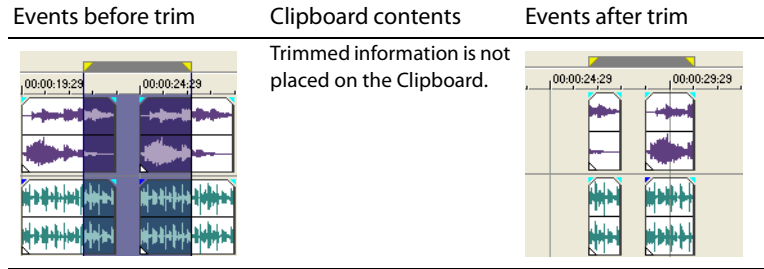 Events before trim Clipboard contents Events after trim
Trimmed information is not
placed on the Clipboard.
00:00:19:29 00:00:24:29
00:00:24:29 00:00:29:29